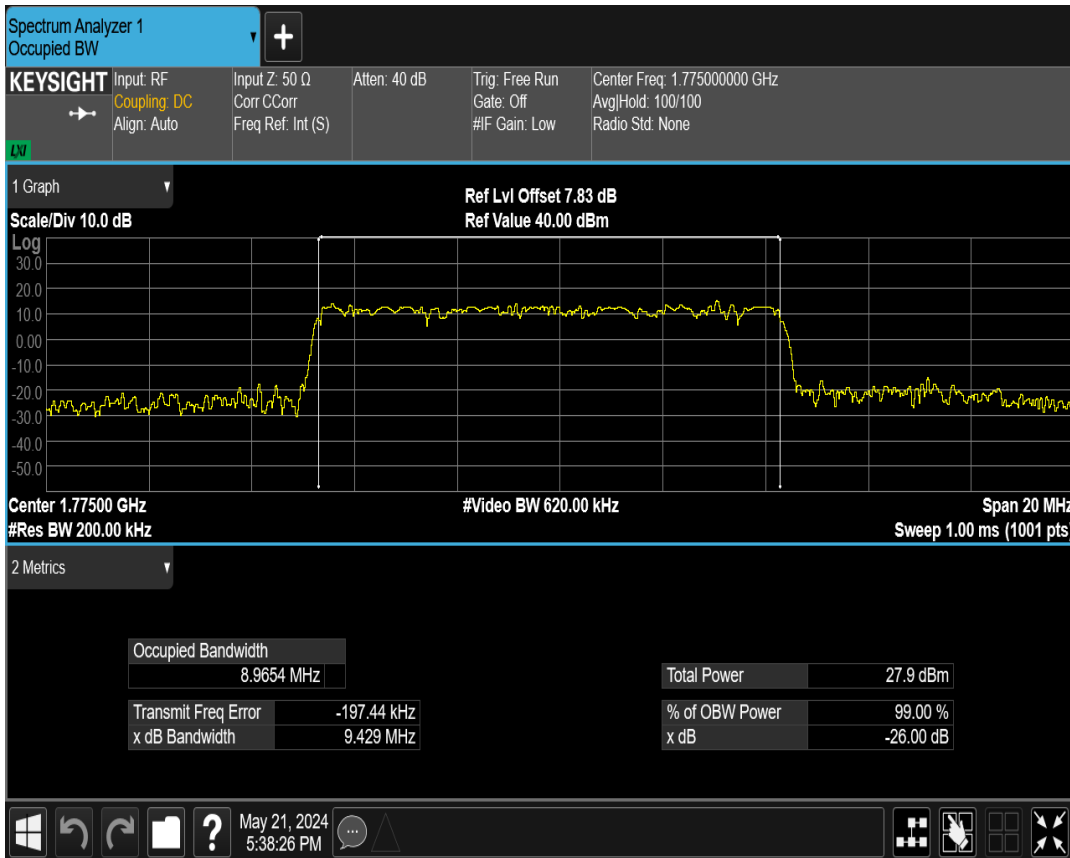 Spectrum Analyzer 1
Occupied BW
KEYSIGHT
LXI
Input: RF
Coupling: DC
Align: Auto
Input Z: 50 Ω
Corr CCorr
Freq Ref: Int (S)
Atten: 40 dB
Trig: Free Run
Gate: Off
#IF Gain: Low
Center Freq: 1.775000000 GHz
Avg|Hold: 100/100
Radio Std: None
1 Graph
Scale/Div 10.0 dB
Ref Lvl Offset 7.83 dB
Ref Value 40.00 dBm
Log
30.0
20.0
10.0
0.00
-10.0
-20.0
-30.0
-40.0
-50.0
Center 1.77500 GHz
#Video BW 620.00 kHz
Span 20 MHz
#Res BW 200.00 kHz
Sweep 1.00 ms (1001 pts)
2 Metrics
Occupied Bandwidth
8.9654 MHz
Transmit Freq Error -197.44 kHz
x dB Bandwidth 9.429 MHz
Total Power 27.9 dBm
% of OBW Power 99.00 %
x dB -26.00 dB
?
May 21, 2024
5:38:26 PM